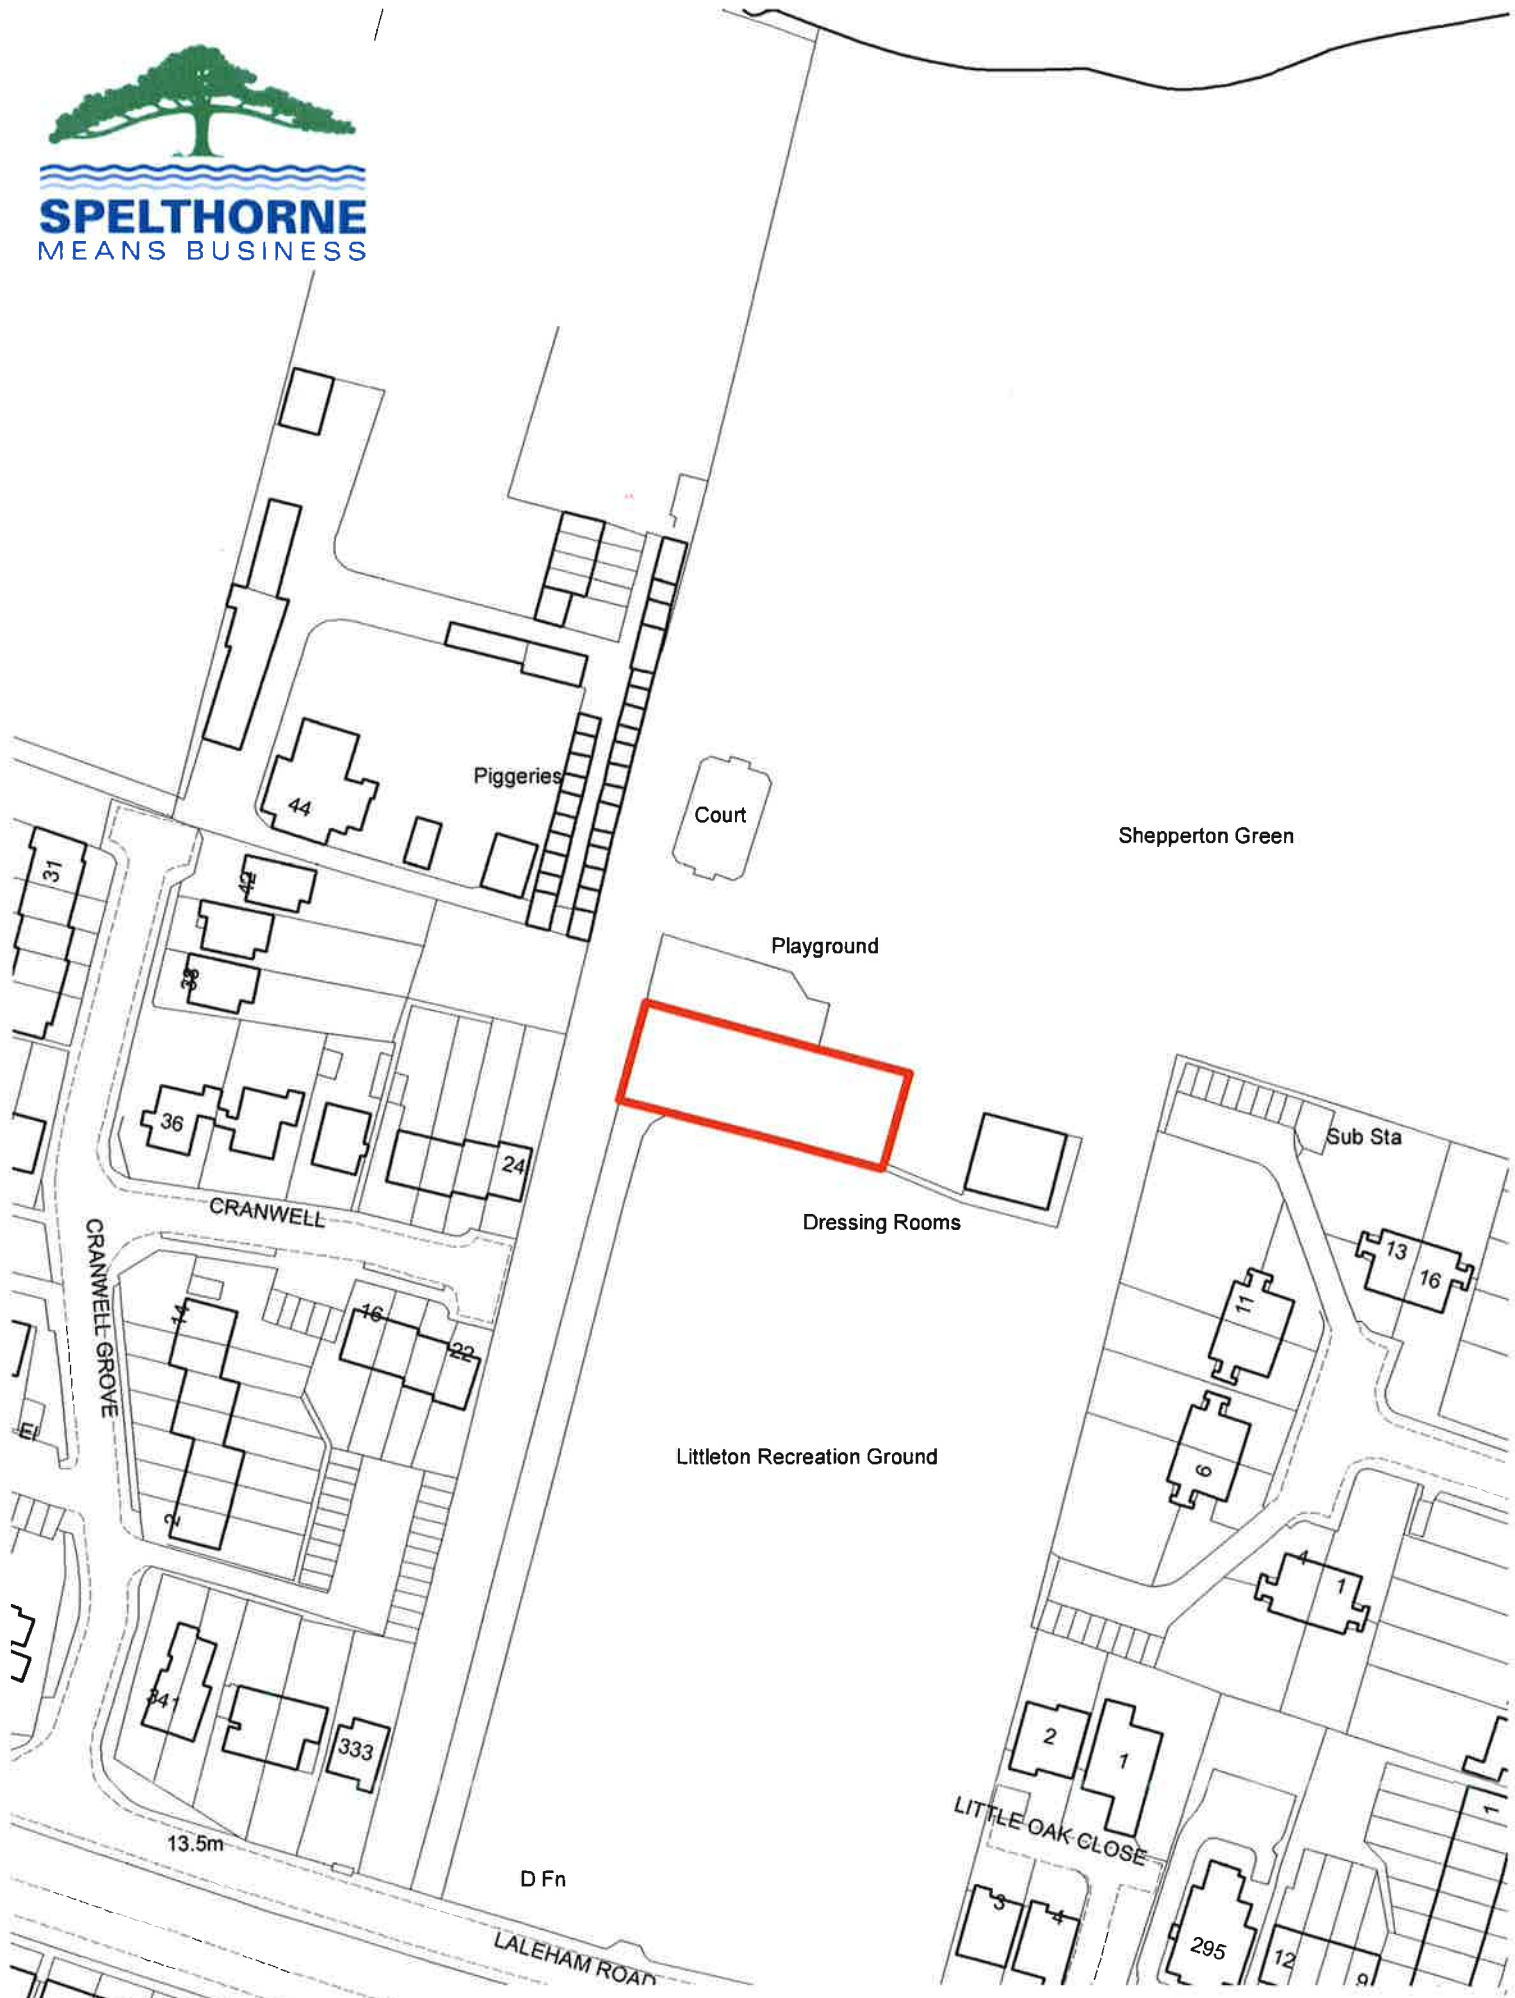 SPELTHORNE
MEANS BUSINESS
Piggeries
44
Court
Shepperton Green
31
42
Playground
38
36
24
Sub Sta
CRANWELL
Dressing Rooms
13
16
CRANWELL GROVE
14
16
22
11
Littleton Recreation Ground
6
2
4
1
341
333
2
1
LITTLE OAK CLOSE
1
13.5m
D Fn
3
4
295
12
9
LALEHAM ROAD